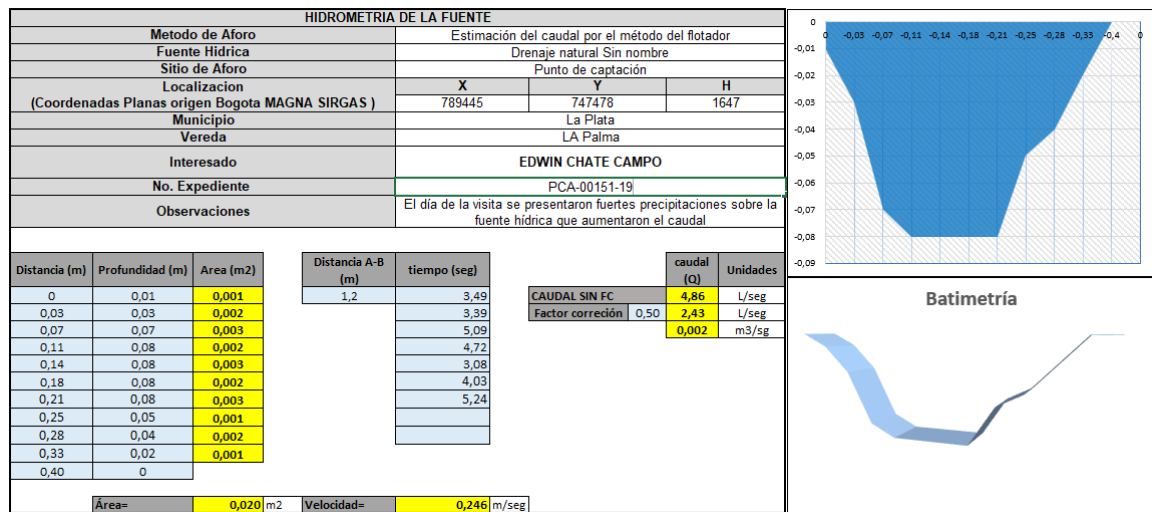 HIDROMETRIA DE LA FUENTE
Metodo de Aforo Estimación del caudal por el método del flotador
Fuente Hidrica Drenaje natural Sin nombre
Sitio de Aforo Punto de captación
Localizacion X Y H
(Coordenadas Planas origen Bogota MAGNA SIRGAS ) 789445 747478 1647
Municipio La Plata
Vereda LA Palma
Interesado EDWIN CHATE CAMPO
No. Expediente PCA-00151-19
Observaciones El día de la visita se presentaron fuertes precipitaciones sobre la
fuente hídrica que aumentaron el caudal
Distancia (m) Profundidad (m) Area (m2)
0 0,01 0,001
0,03 0,03 0,002
0,07 0,07 0,003
0,11 0,08 0,002
0,14 0,08 0,003
0,18 0,08 0,002
0,21 0,08 0,003
0,25 0,05 0,001
0,28 0,04 0,002
0,33 0,02 0,001
0,40 0
Distancia A-B
(m) tiempo (seg)
1,2 3,49
3,39
5,09
4,72
3,08
4,03
5,24
caudal
(Q) Unidades
CAUDAL SIN FC 4,86 L/seg
Factor correción 0,50 2,43 L/seg
0,002 m3/sg
Área= 0,020 m2 Velocidad= 0,246 m/seg
0
0 -0,03 -0,07 -0,11 -0,14 -0,18 -0,21 -0,25 -0,28 -0,33 -0,4 0
-0,01
-0,02
-0,03
-0,04
-0,05
-0,06
-0,07
-0,08
-0,09
Batimetría